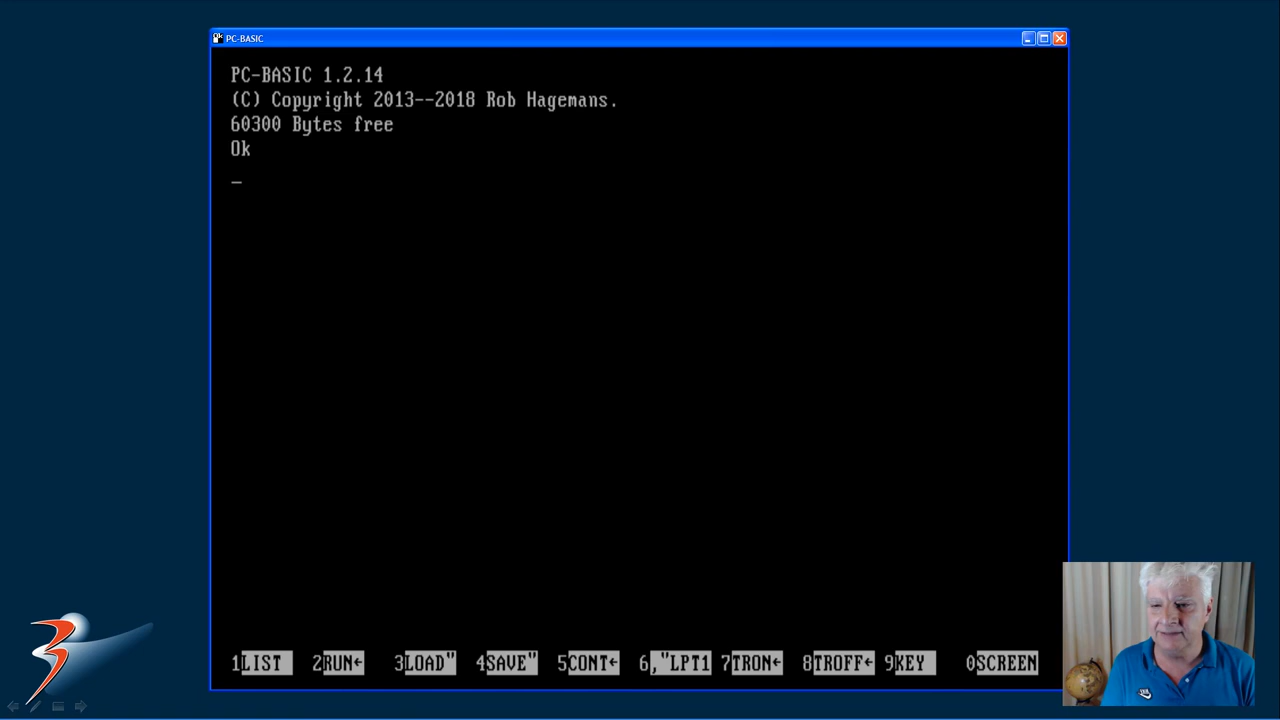 PC-BASIC
PC-BASIC 1.2.14
(C) Copyright 2013--2018 Rob Hagemans.
60300 Bytes free
Ok
_
1LIST 2RUN← 3LOAD" 4SAVE" 5CONT← 6,"LPT1 7TRON← 8TROFF← 9KEY 0SCREEN